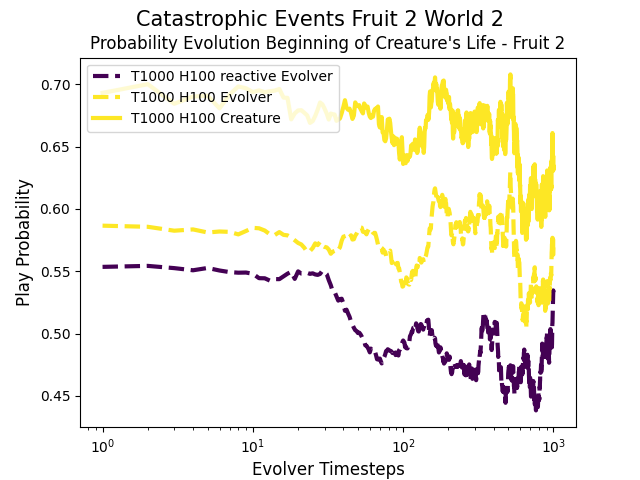 Catastrophic Events Fruit 2 World 2
Probability Evolution Beginning of Creature's Life - Fruit 2
T1000 H100 reactive Evolver
T1000 H100 Evolver
T1000 H100 Creature
Play Probability
0.70
0.65
0.60
0.55
0.50
0.45
10^0 10^1 10^2 10^3
Evolver Timesteps